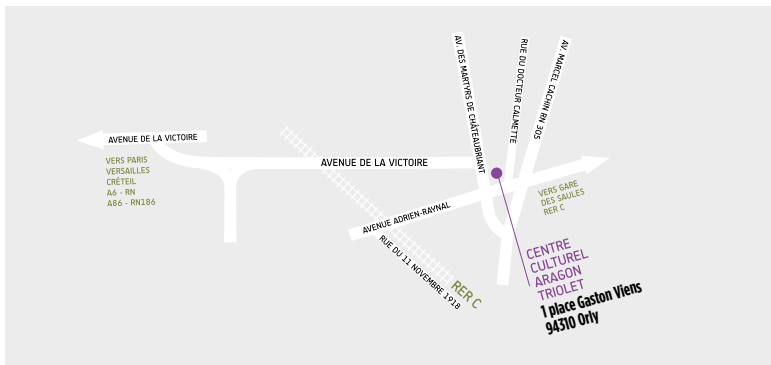 AV. DES MARTYRS DE CHÂTEAUBRIANT
RUE DU DOCTEUR CALMETTE
AV. MARCEL CACHIN RN 305
AVENUE DE LA VICTOIRE
VERS PARIS
VERSAILLES
CRÉTEIL
A6 - RN
A86 - RN186
AVENUE DE LA VICTOIRE
AVENUE ADRIEN-RAYNAL
VERS GARE
DES SAULES
RER C
RUE DU 11 NOVEMBRE 1918
RER C
CENTRE
CULTUREL
ARAGON
TRIOLET
1 place Gaston Viens
94310 Orly